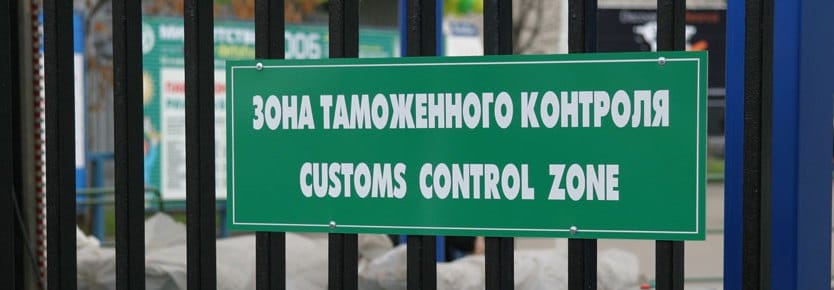 ЗОНА ТАМОЖЕННОГО КОНТРОЛЯ
CUSTOMS CONTROL ZONE